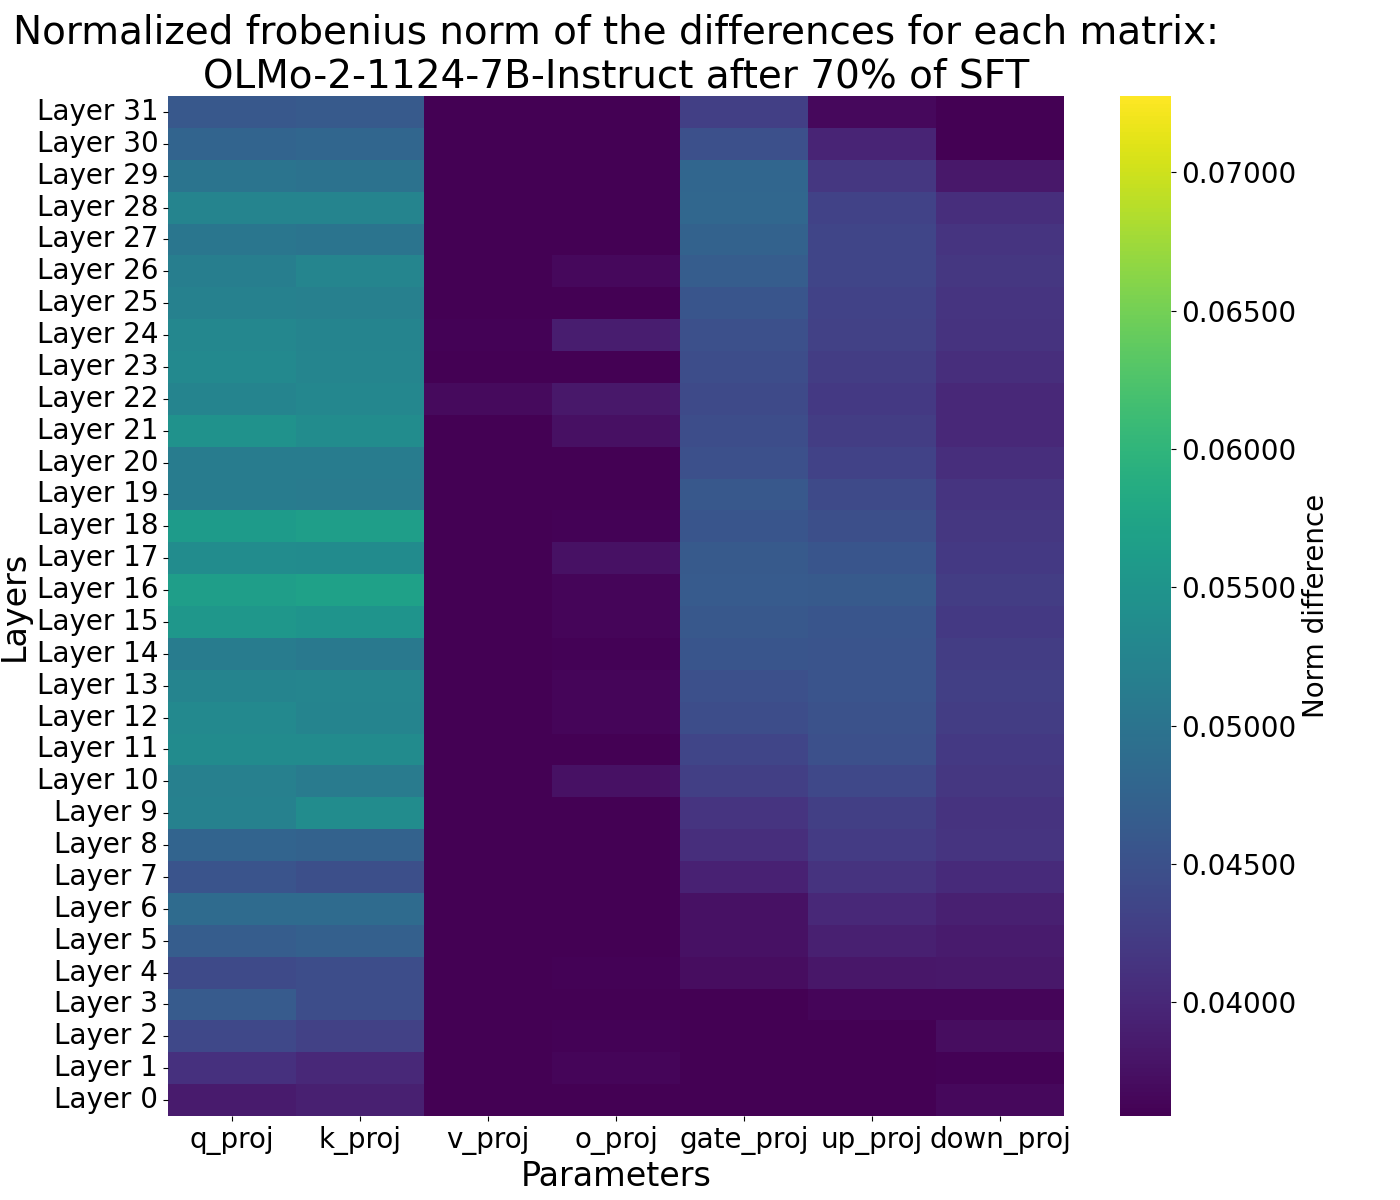 Normalized frobenius norm of the differences for each matrix:
OLMo-2-1124-7B-Instruct after 70% of SFT
Layers
Layer 31
Layer 30
Layer 29
Layer 28
Layer 27
Layer 26
Layer 25
Layer 24
Layer 23
Layer 22
Layer 21
Layer 20
Layer 19
Layer 18
Layer 17
Layer 16
Layer 15
Layer 14
Layer 13
Layer 12
Layer 11
Layer 10
Layer 9
Layer 8
Layer 7
Layer 6
Layer 5
Layer 4
Layer 3
Layer 2
Layer 1
Layer 0
q_proj k_proj v_proj o_proj gate_proj up_proj down_proj
Parameters
0.07000
0.06500
0.06000
0.05500
0.05000
0.04500
0.04000
Norm difference